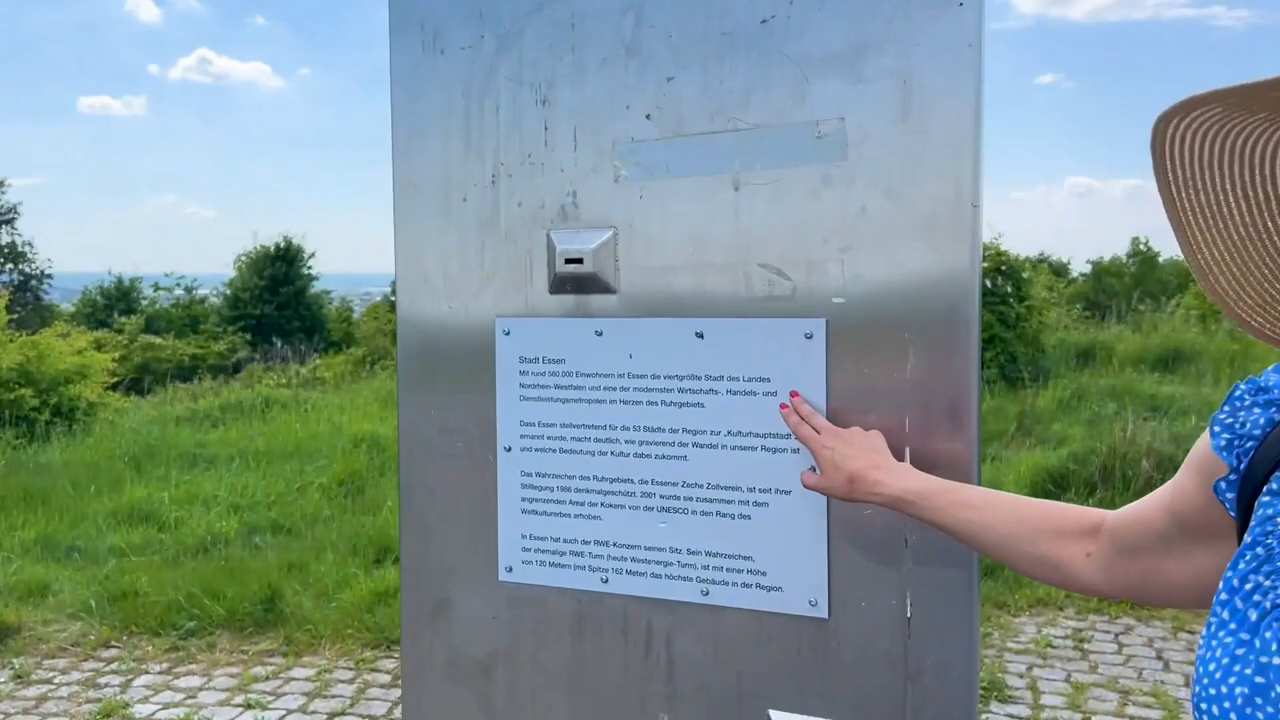 Stadt Essen
Mit rund 580.000 Einwohnern ist Essen die viertgrößte Stadt des Landes
Nordrhein-Westfalen und eine der modernsten Wirtschafts-, Handels- und
Dienstleistungsmetropolen im Herzen des Ruhrgebiets.
Dass Essen stellvertretend für die 53 Städte der Region zur „Kulturhauptstadt
ernannt wurde, macht deutlich, wie gravierend der Wandel in unserer Region ist
und welche Bedeutung der Kultur dabei zukommt.
Das Wahrzeichen des Ruhrgebiets, die Essener Zeche Zollverein, ist seit ihrer
Stilllegung 1986 denkmalgeschützt. 2001 wurde sie zusammen mit dem
angrenzenden Areal der Kokerei von der UNESCO in den Rang des
Weltkulturerbes erhoben.
In Essen hat auch der RWE-Konzern seinen Sitz. Sein Wahrzeichen,
der ehemalige RWE-Turm (heute Westenergie-Turm), ist mit einer Höhe
von 120 Metern (mit Spitze 162 Meter) das höchste Gebäude in der Region.